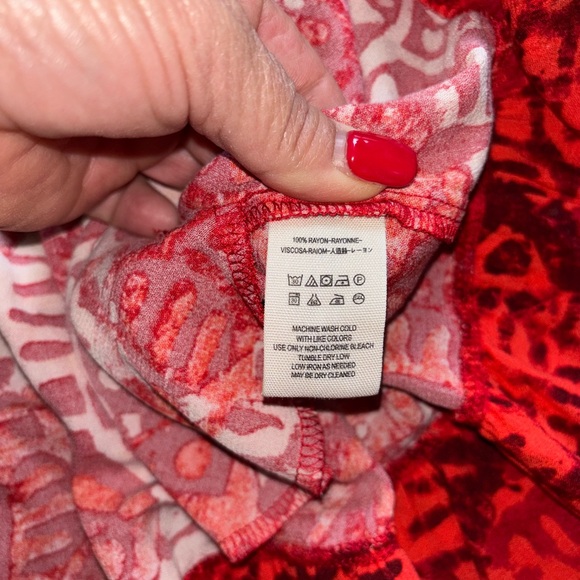 100% RAYON-RAYONNE-
VISCOSA-RAIOM-人造絲-レーヨン
MACHINE WASH COLD
WITH LIKE COLORS
USE ONLY NON-CHLORINE BLEACH
TUMBLE DRY LOW
LOW IRON AS NEEDED
MAY BE DRY CLEANED